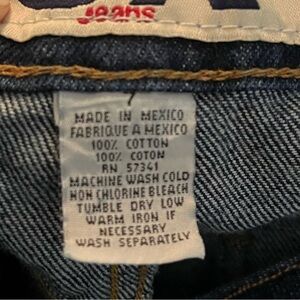 Jeans
MADE IN MEXICO
FABRIQUE A MEXICO
100% COTTON
100% COTON
RN 57341
MACHINE WASH COLD
NON CHLORINE BLEACH
TUMBLE DRY LOW
WARM IRON IF
NECESSARY
WASH SEPARATELY